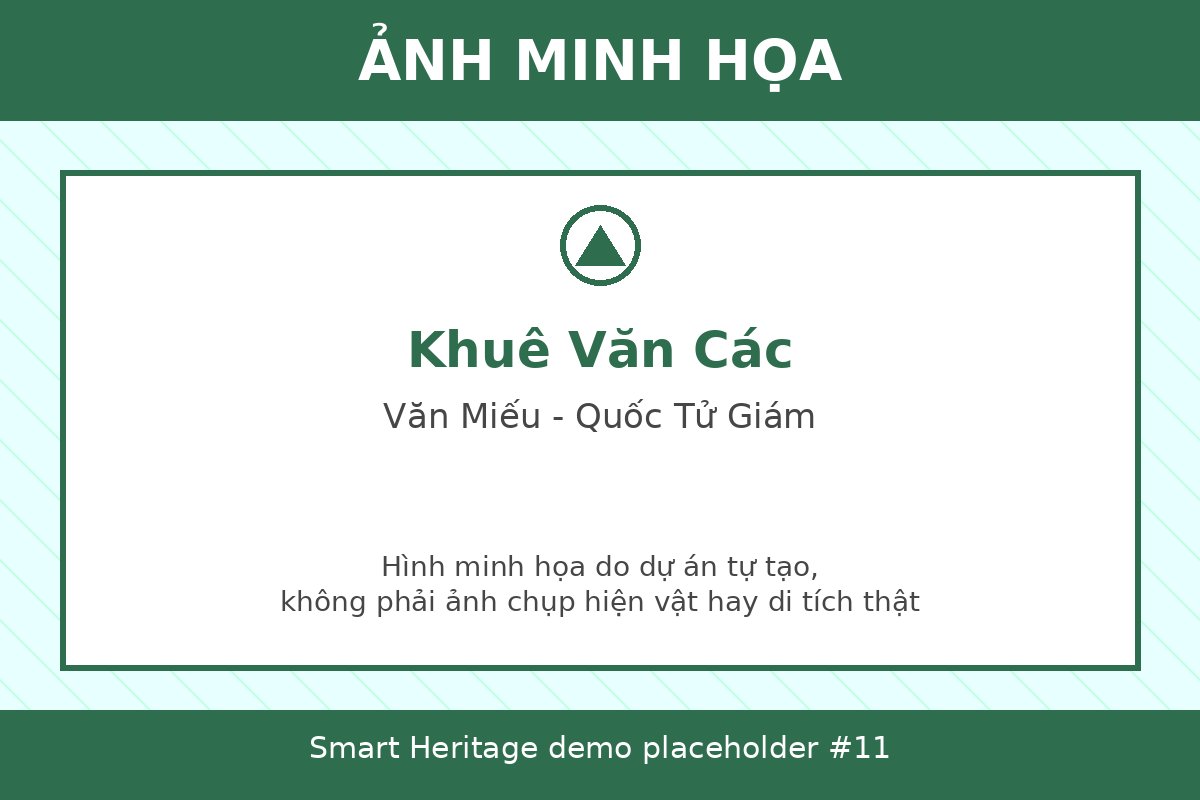 ẢNH MINH HỌA
Khuê Văn Các
Văn Miếu - Quốc Tử Giám
Hình minh họa do dự án tự tạo,
không phải ảnh chụp hiện vật hay di tích thật
Smart Heritage demo placeholder #11